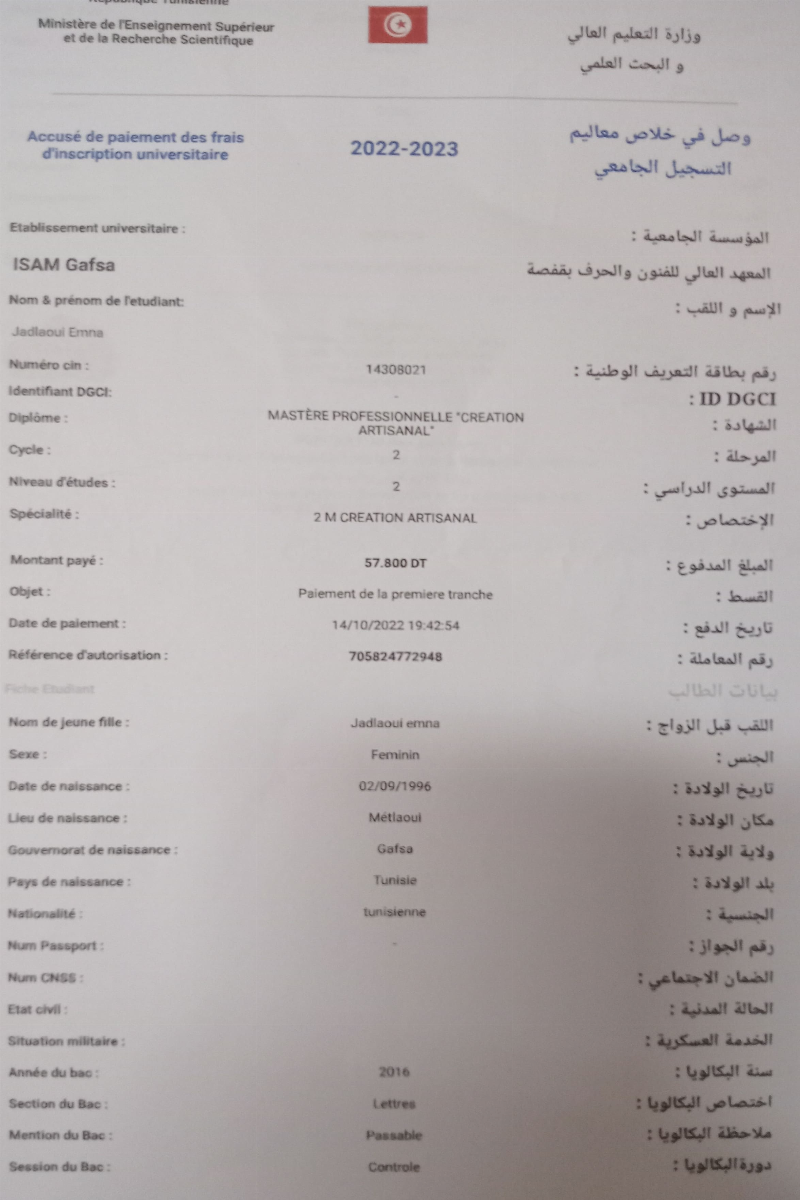 République Tunisienne
Ministère de l'Enseignement Supérieur
et de la Recherche Scientifique
وزارة التعليم العالي
و البحث العلمي
Accusé de paiement des frais
d'inscription universitaire
2022-2023
وصل في خلاص معاليم
التسجيل الجامعي
Etablissement universitaire :
المؤسسة الجامعية :
ISAM Gafsa
المعهد العالي للفنون والحرف بقفصة
Nom & prénom de l'etudiant:
الإسم و اللقب :
Jadlaoui Emna
Numéro cin : 14308021 رقم بطاقة التعريف الوطنية :
Identifiant DGCI: - ID DGCI :
Diplôme : MASTÈRE PROFESSIONNELLE "CREATION
ARTISANAL" الشهادة :
Cycle : 2 المرحلة :
Niveau d'études : 2 المستوى الدراسي :
Spécialité : 2 M CREATION ARTISANAL الإختصاص :
Montant payé : 57.800 DT المبلغ المدفوع :
Objet : Paiement de la premiere tranche القسط :
Date de paiement : 14/10/2022 19:42:54 تاريخ الدفع :
Référence d'autorisation : 705824772948 رقم المعاملة :
Fiche Etudiant بيانات الطالب
Nom de jeune fille : Jadlaoui emna اللقب قبل الزواج :
Sexe : Feminin الجنس :
Date de naissance : 02/09/1996 تاريخ الولادة :
Lieu de naissance : Métlaoui مكان الولادة :
Gouvernorat de naissance : Gafsa ولاية الولادة :
Pays de naissance : Tunisie بلد الولادة :
Nationalité : tunisienne الجنسية :
Num Passport : - رقم الجواز :
Num CNSS : الضمان الاجتماعي :
Etat civil : الحالة المدنية :
Situation militaire : الخدمة العسكرية :
Année du bac : 2016 سنة البكالويا :
Section du Bac : Lettres اختصاص البكالويا :
Mention du Bac : Passable ملاحظة البكالويا :
Session du Bac : Controle دورة البكالويا :